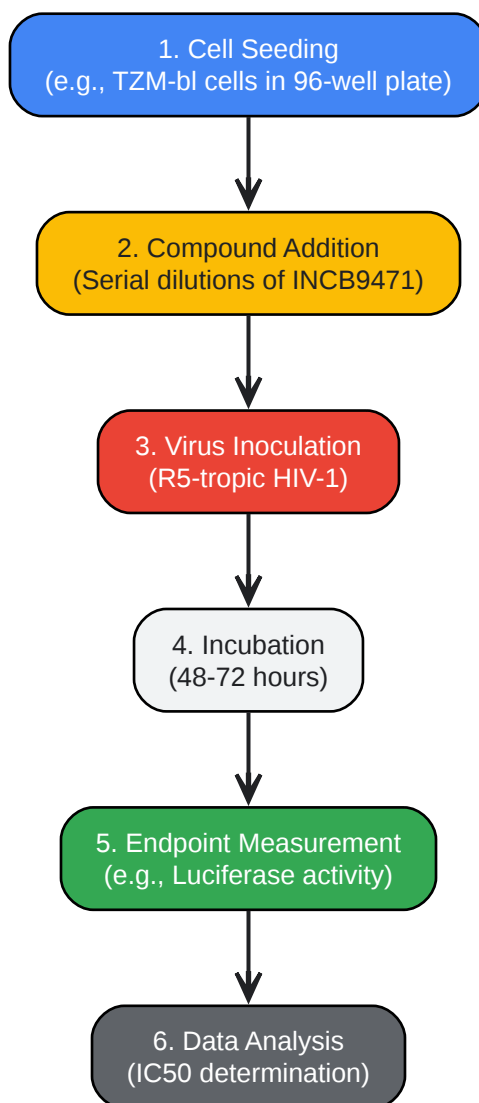 1. Cell Seeding
(e.g., TZM-bl cells in 96-well plate)
2. Compound Addition
(Serial dilutions of INCB9471)
3. Virus Inoculation
(R5-tropic HIV-1)
4. Incubation
(48-72 hours)
5. Endpoint Measurement
(e.g., Luciferase activity)
6. Data Analysis
(IC50 determination)